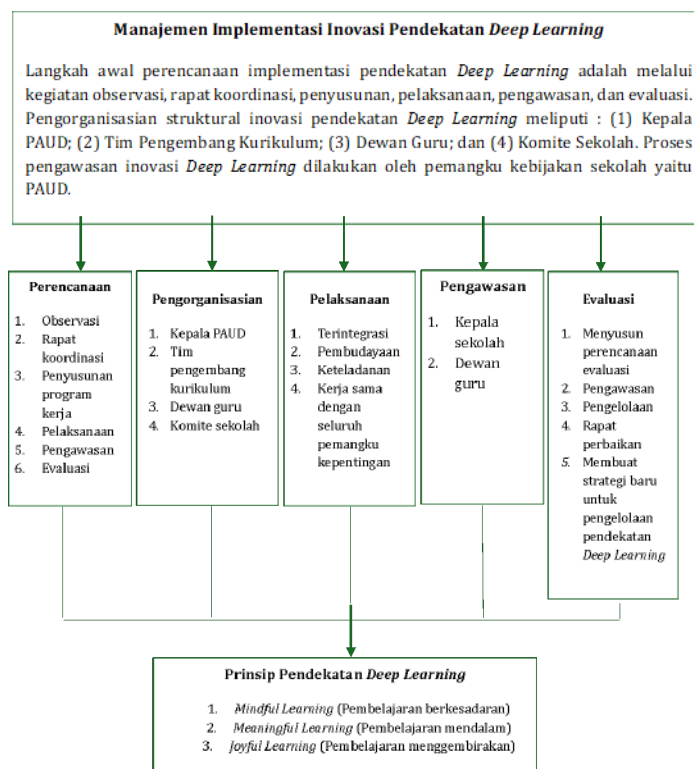 Manajemen Implementasi Inovasi Pendekatan Deep Learning
Langkah awal perencanaan implementasi pendekatan Deep Learning adalah melalui
kegiatan observasi, rapat koordinasi, penyusunan, pelaksanaan, pengawasan, dan evaluasi.
Pengorganisasian struktural inovasi pendekatan Deep Learning meliputi : (1) Kepala
PAUD; (2) Tim Pengembang Kurikulum; (3) Dewan Guru; dan (4) Komite Sekolah. Proses
pengawasan inovasi Deep Learning dilakukan oleh pemangku kebijakan sekolah yaitu
PAUD.
Perencanaan
1. Observasi
2. Rapat
koordinasi
3. Penyusunan
program
kerja
4. Pelaksanaan
5. Pengawasan
6. Evaluasi
Pengorganisasian
1. Kepala PAUD
2. Tim
pengembang
kurikulum
3. Dewan guru
4. Komite sekolah
Pelaksanaan
1. Terintegrasi
2. Pembudayaan
3. Keteladanan
4. Kerja sama
dengan
seluruh
pemangku
kepentingan
Pengawasan
1. Kepala
sekolah
2. Dewan
guru
Evaluasi
1. Menyusun
perencanaan
evaluasi
2. Pengawasan
3. Pengelolaan
4. Rapat
perbaikan
5. Membuat
strategi baru
untuk
pengelolaan
pendekatan
Deep Learning
Prinsip Pendekatan Deep Learning
1. Mindful Learning (Pembelajaran berkesadaran)
2. Meaningful Learning (Pembelajaran mendalam)
3. Joyful Learning (Pembelajaran menggembirakan)